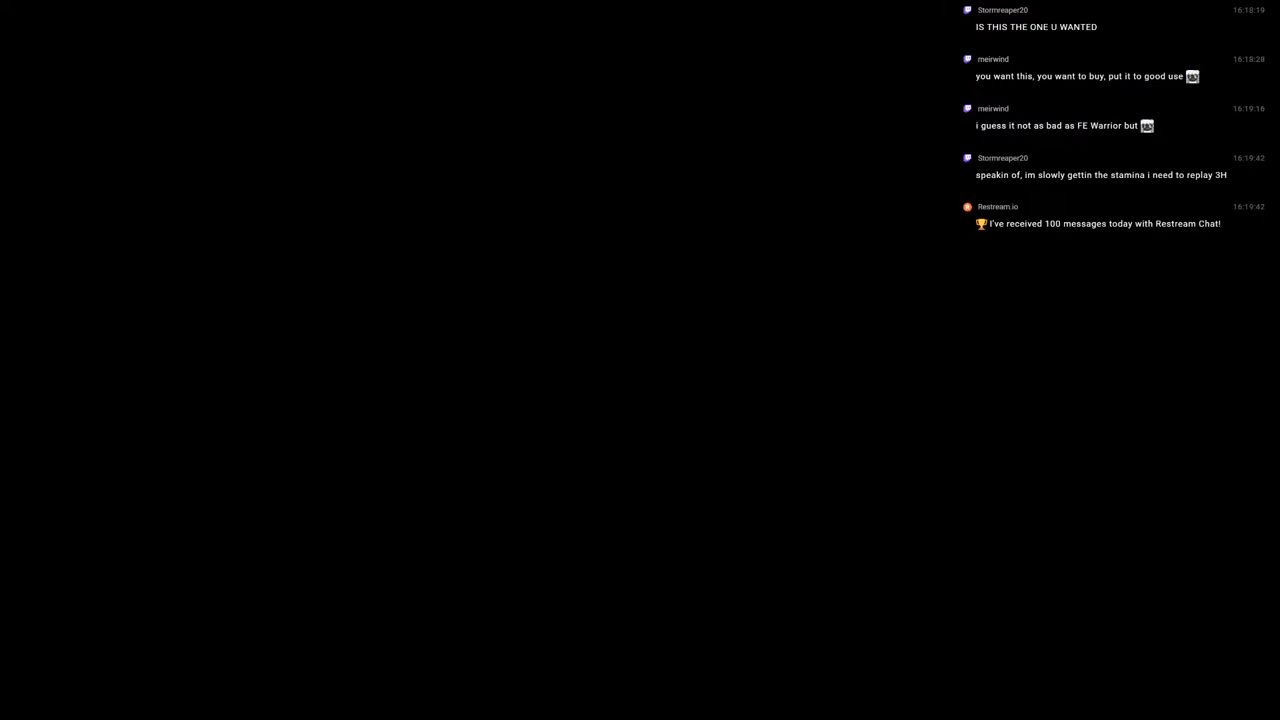 Stormreaper20 16:18:19
IS THIS THE ONE U WANTED
meirwind 16:18:28
you want this, you want to buy, put it to good use
meirwind 16:19:16
i guess it not as bad as FE Warrior but
Stormreaper20 16:19:42
speakin of, im slowly gettin the stamina i need to replay 3H
Restream.io 16:19:42
🏆 I've received 100 messages today with Restream Chat!